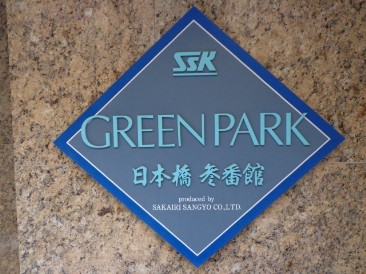 SSK
GREEN PARK
日本橋 参番館
produced by
SAKAIRI SANGYO CO.,LTD.